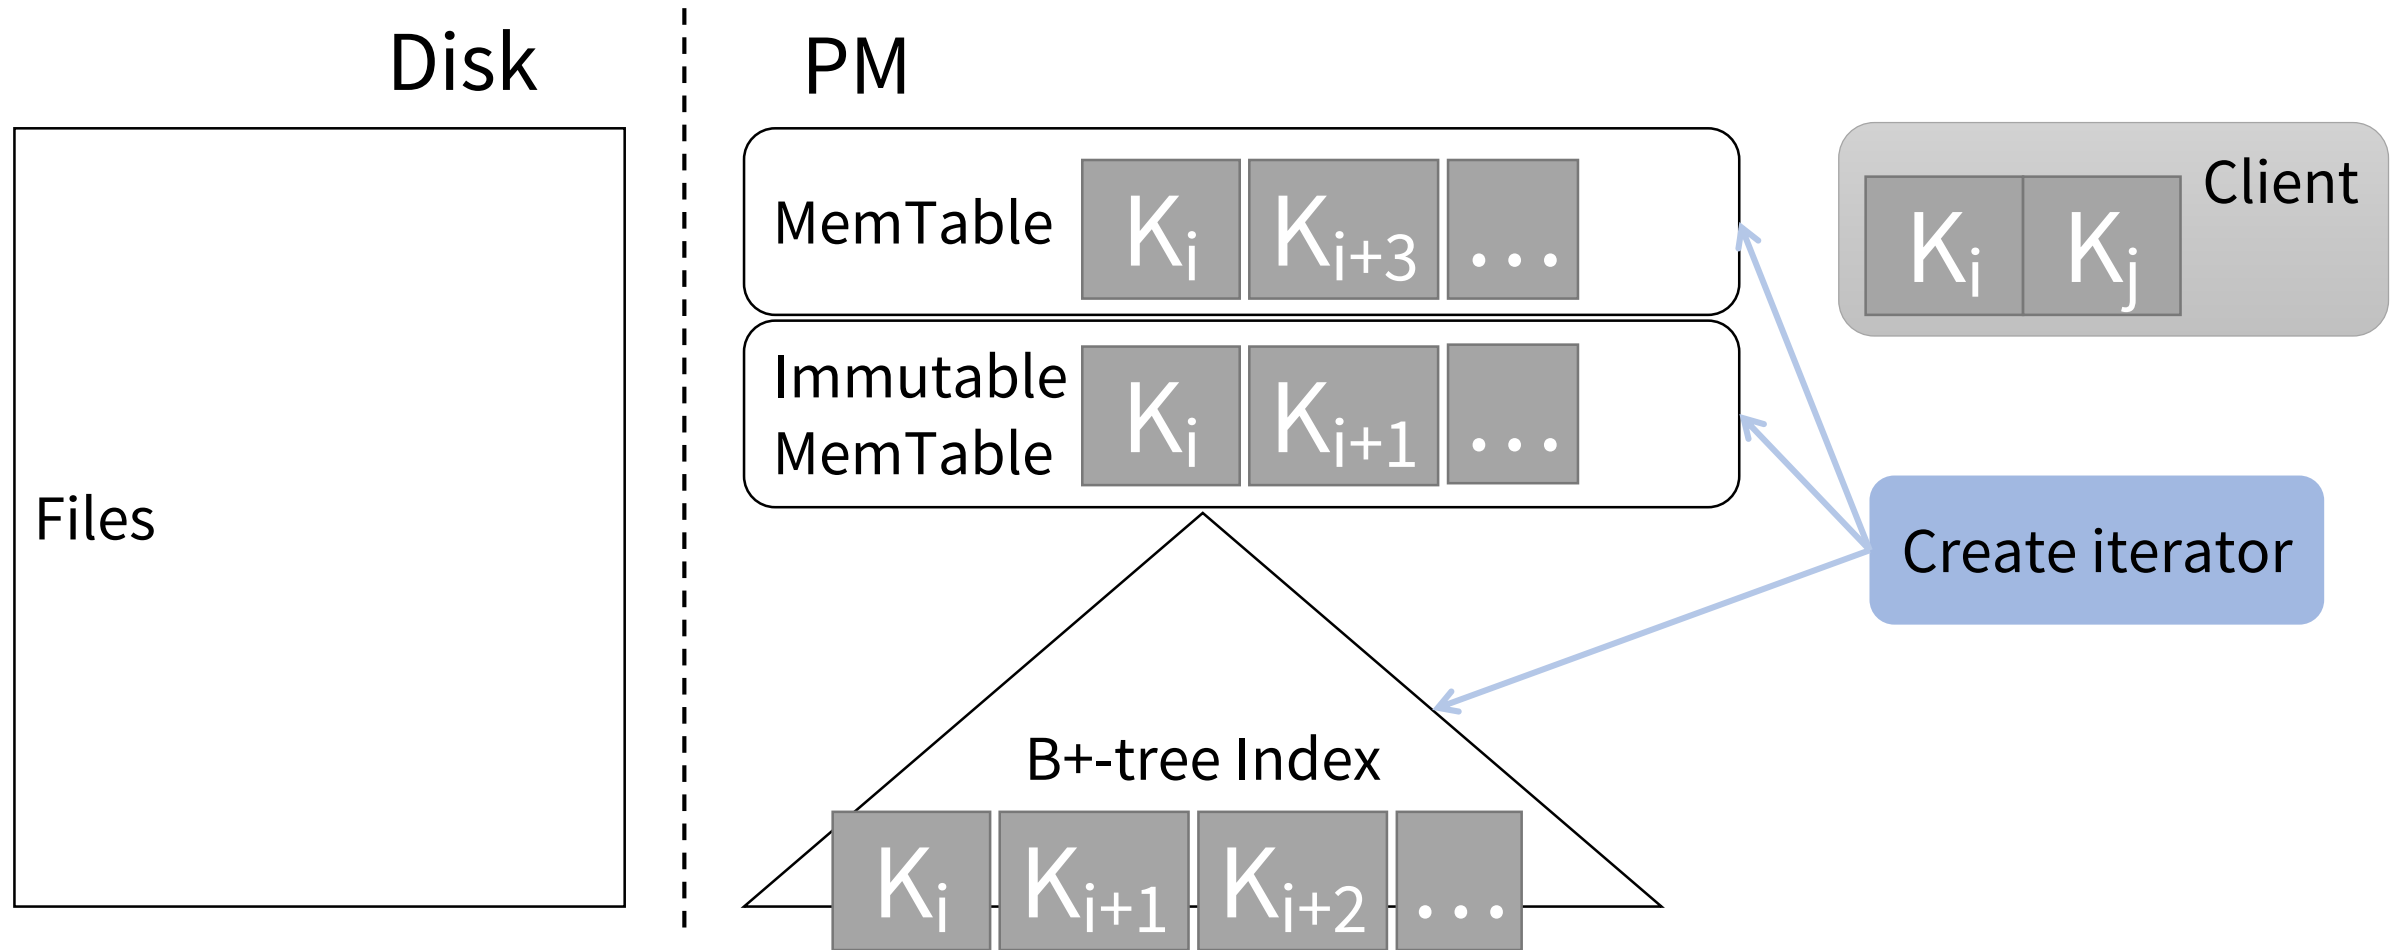 Disk
PM
Files
MemTable
Ki Ki+3 ...
Immutable
MemTable
Ki Ki+1 ...
B+-tree Index
Ki Ki+1 Ki+2 ...
Client
Ki Kj
Create iterator